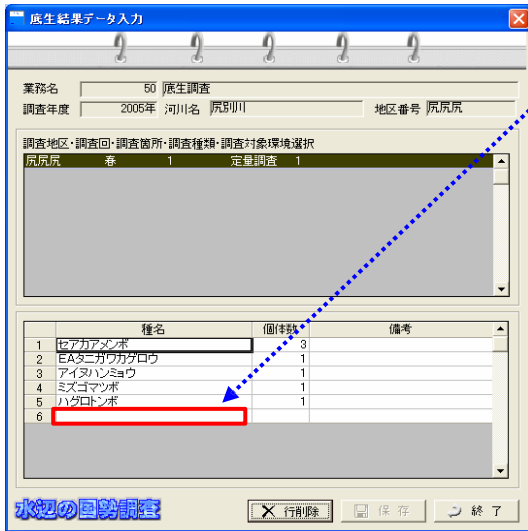 底生結果データ入力
業務名 50 底生調査
調査年度 2005年 河川名 尻別川 地区番号 尻尻尻
調査地区・調査回・調査箇所・調査種類・調査対象環境選択
尻尻尻 春 1 定量調査 1
種名 個体数 備考
1 セアカアメンボ 3
2 EAタニガワカゲロウ 1
3 アイヌハンミョウ 1
4 ミズゴマツボ 1
5 ハグロトンボ 1
6
水辺の国勢調査 行削除 保存 終了